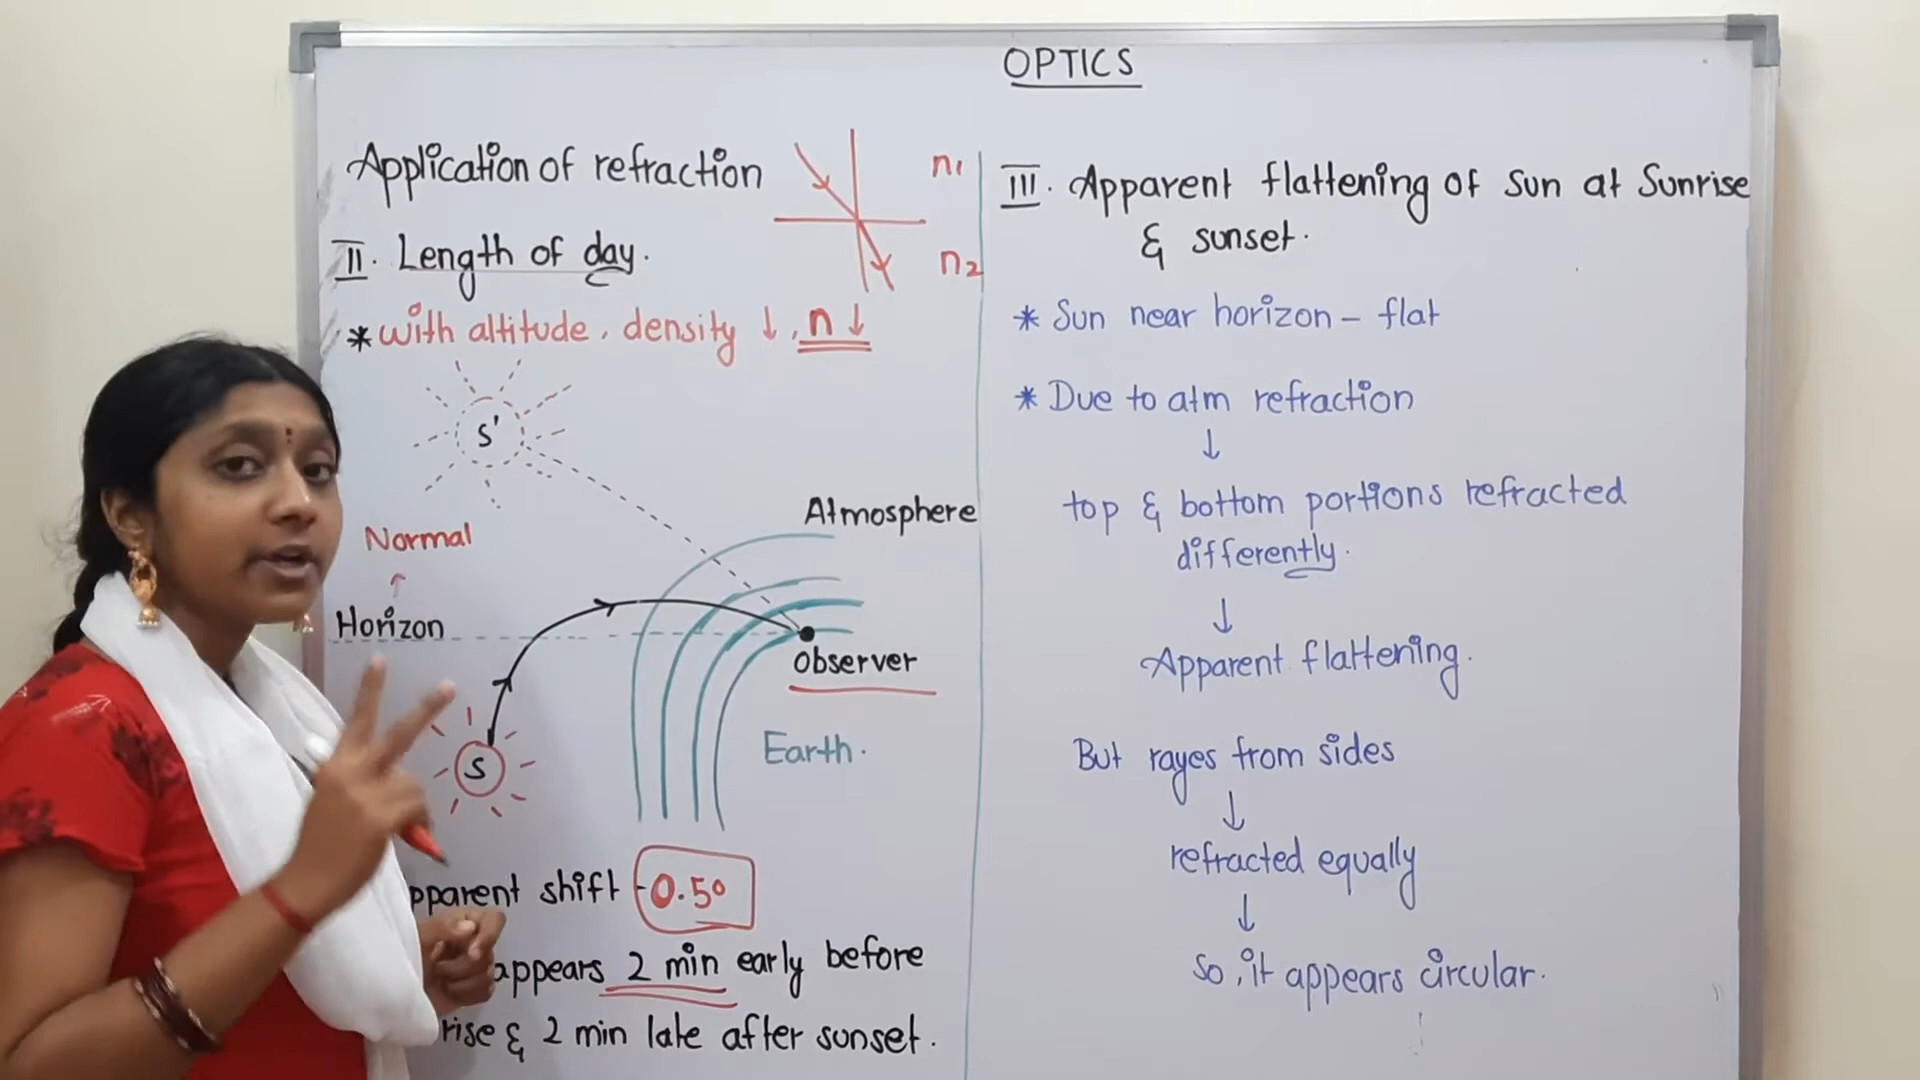 OPTICS
Application of refraction
n1
n2
II. Length of day.
* with altitude, density ↓, n ↓
S'
Atmosphere
Normal
↑
Horizon
Observer
Earth.
S
shift - 0.5°
appears 2 min early before
& 2 min late after sunset.
III. Apparent flattening of Sun at Sunrise
& sunset.
* Sun near horizon – flat
* Due to atm refraction
↓
top & bottom portions refracted
differently.
↓
Apparent flattening.
But rayes from sides
↓
refracted equally
↓
So, it appears circular.